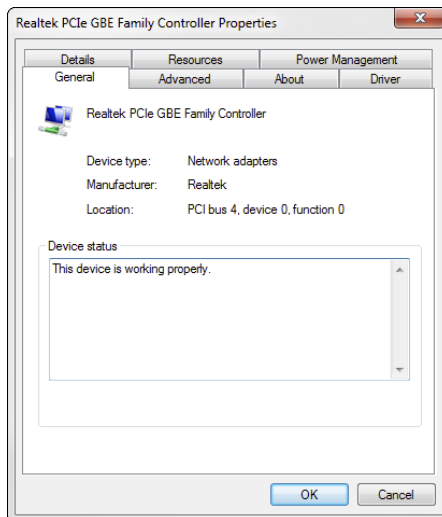 Realtek PCIe GBE Family Controller Properties
Details Resources Power Management
General Advanced About Driver
Realtek PCIe GBE Family Controller
Device type: Network adapters
Manufacturer: Realtek
Location: PCI bus 4, device 0, function 0
Device status
This device is working properly.
OK Cancel